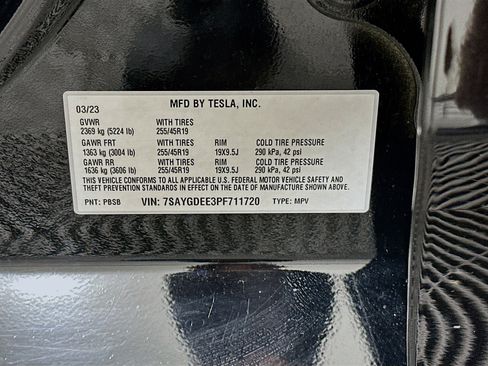 03/23 MFD BY TESLA, INC.
GVWR WITH TIRES
2369 kg (5224 lb) 255/45R19
GAWR FRT WITH TIRES RIM COLD TIRE PRESSURE
1363 kg (3004 lb) 255/45R19 19X9.5J 290 kPa, 42 psi
GAWR RR WITH TIRES RIM COLD TIRE PRESSURE
1636 kg (3606 lb) 255/45R19 19X9.5J 290 kPa, 42 psi
THIS VEHICLE CONFORMS TO ALL APPLICABLE U.S. FEDERAL MOTOR VEHICLE SAFETY AND
THEFT PREVENTION STANDARDS IN EFFECT ON THE DATE OF MANUFACTURE SHOWN ABOVE.
PNT: PBSB VIN: 7SAYGDEE3PF711720 TYPE: MPV